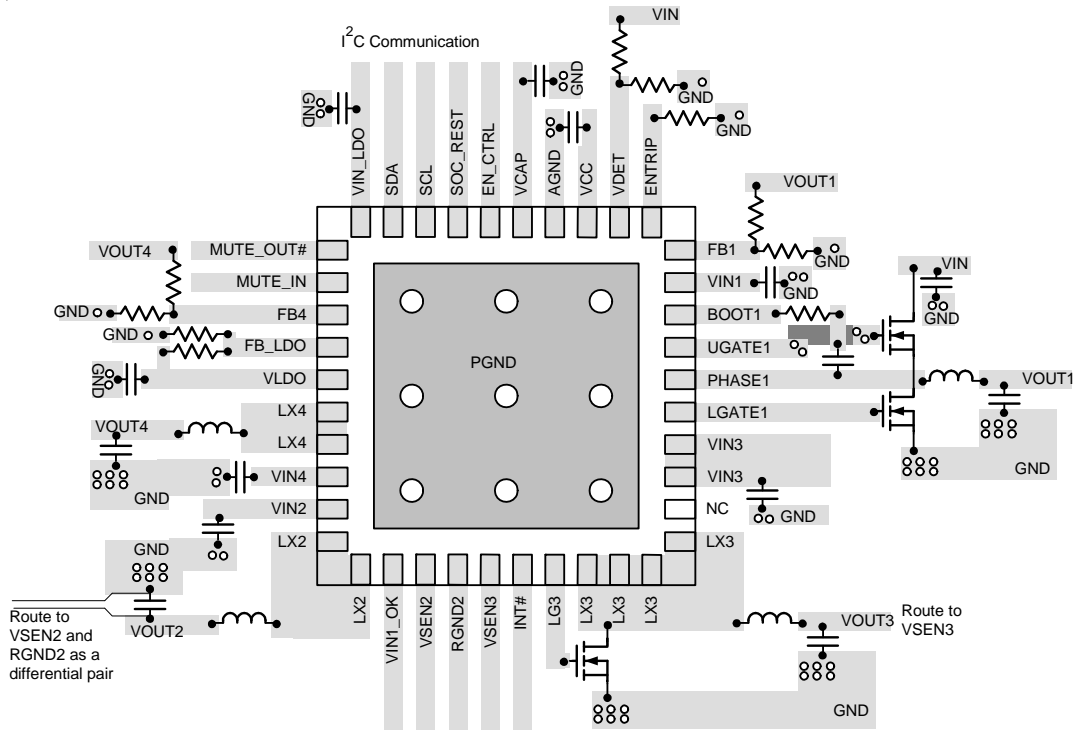 VIN
I²C Communication
GND
GND
GND
GND
VIN_LDO
SDA
SCL
SOC_REST
EN_CTRL
VCAP
AGND
VCC
VDET
ENTRIP
VOUT1
VOUT4
MUTE_OUT#
FB1
GND
VIN
MUTE_IN
VIN1
GND
GND
FB4
BOOT1
GND
GND
FB_LDO
UGATE1
PGND
GND
VLDO
PHASE1
VOUT1
LX4
LGATE1
VOUT4
LX4
VIN3
GND
VIN4
VIN3
GND
VIN2
NC
GND
GND
LX2
LX3
LX2
VIN1_OK
VSEN2
RGND2
VSEN3
INT#
LG3
LX3
LX3
LX3
Route to
VSEN2 and
RGND2 as a
differential pair
VOUT2
VOUT3
Route to
VSEN3
GND